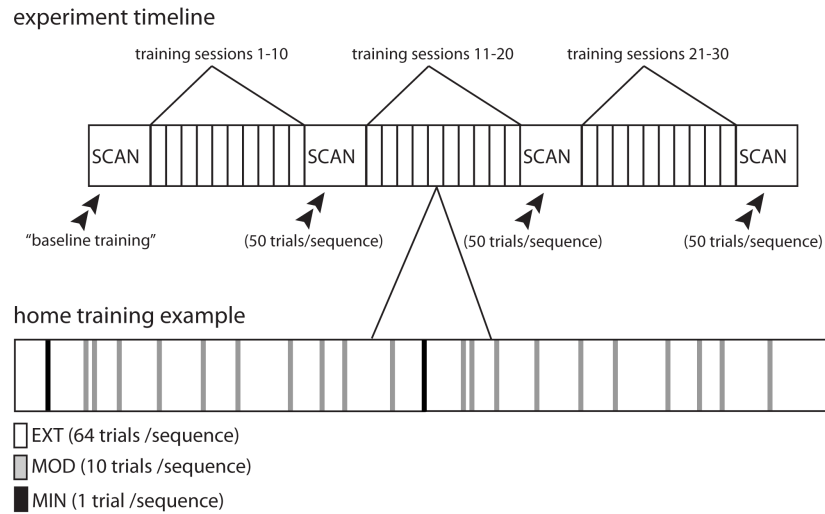 experiment timeline
training sessions 1-10
training sessions 11-20
training sessions 21-30
SCAN
SCAN
SCAN
SCAN
"baseline training"
(50 trials/sequence)
(50 trials/sequence)
(50 trials/sequence)
home training example
EXT (64 trials /sequence)
MOD (10 trials /sequence)
MIN (1 trial /sequence)